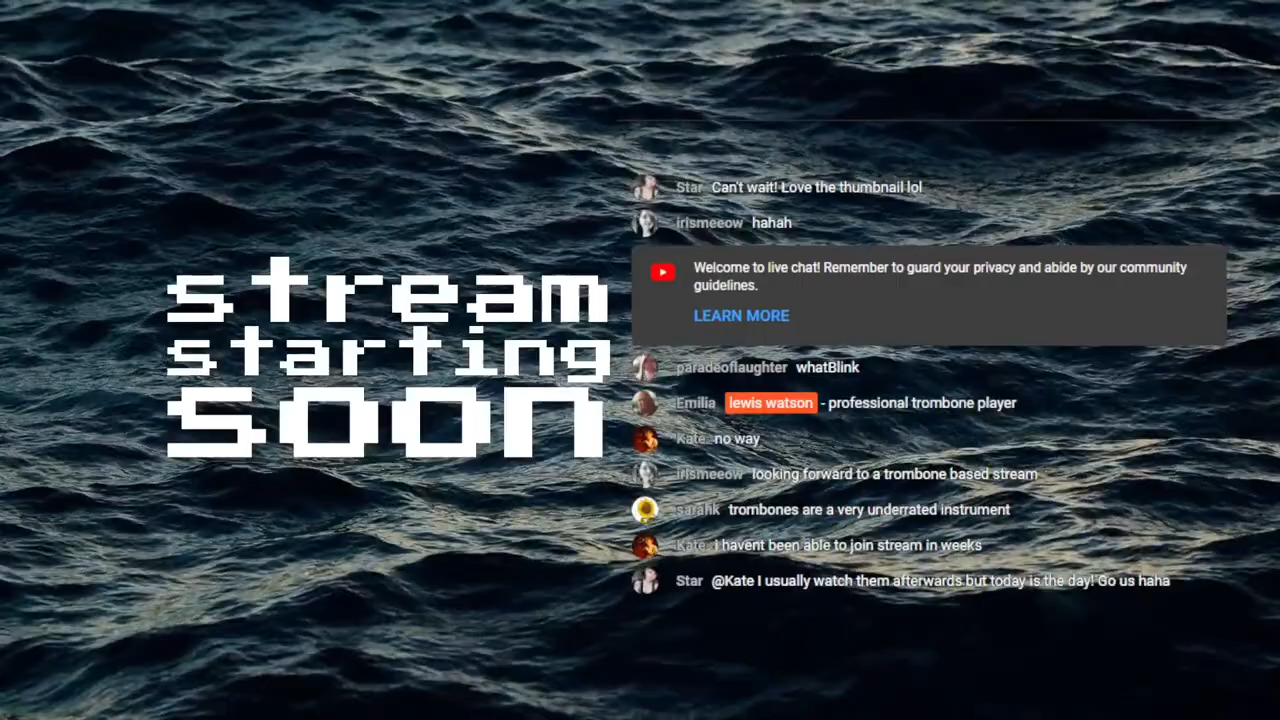 stream
starting
soon
Star Can't wait! Love the thumbnail lol
irismeeow hahah
Welcome to live chat! Remember to guard your privacy and abide by our community
guidelines.
LEARN MORE
paradeoflaughter whatBlink
Emilia lewis watson - professional trombone player
Kate no way
irismeeow looking forward to a trombone based stream
sarahk trombones are a very underrated instrument
Kate i havent been able to join stream in weeks
Star @Kate I usually watch them afterwards but today is the day! Go us haha